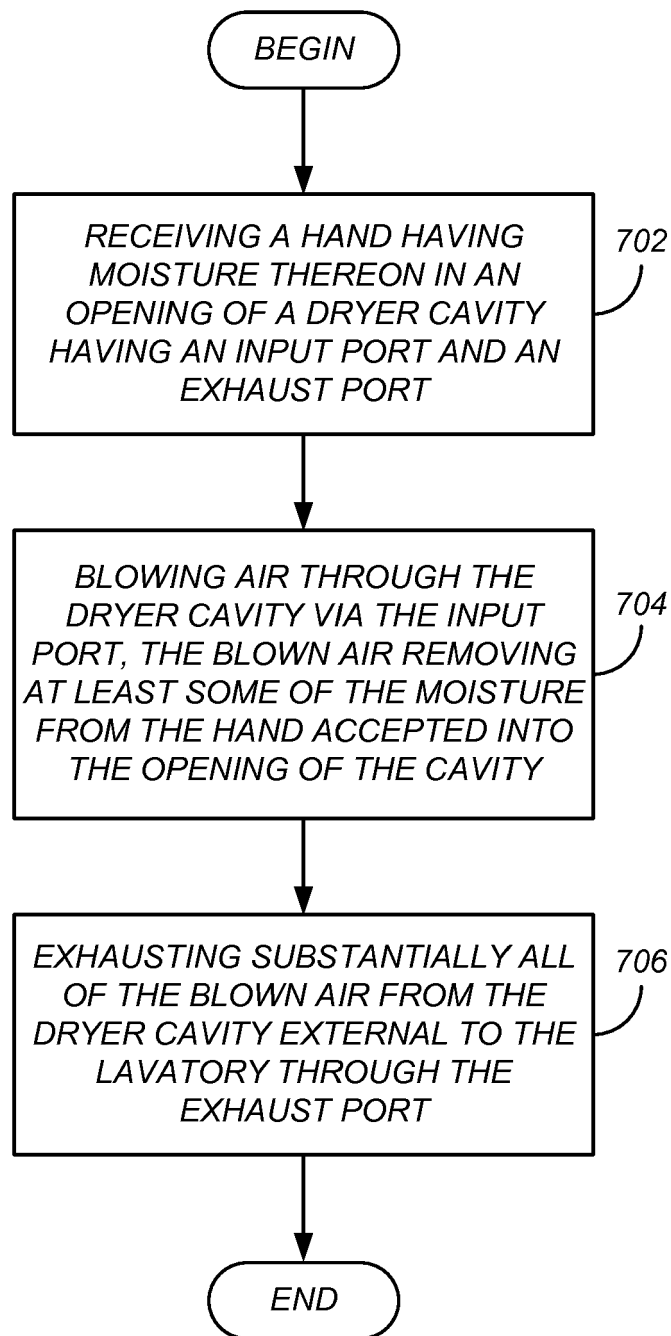 BEGIN
RECEIVING A HAND HAVING
MOISTURE THEREON IN AN
OPENING OF A DRYER CAVITY
HAVING AN INPUT PORT AND AN
EXHAUST PORT
702
BLOWING AIR THROUGH THE
DRYER CAVITY VIA THE INPUT
PORT, THE BLOWN AIR REMOVING
AT LEAST SOME OF THE MOISTURE
FROM THE HAND ACCEPTED INTO
THE OPENING OF THE CAVITY
704
EXHAUSTING SUBSTANTIALLY ALL
OF THE BLOWN AIR FROM THE
DRYER CAVITY EXTERNAL TO THE
LAVATORY THROUGH THE
EXHAUST PORT
706
END